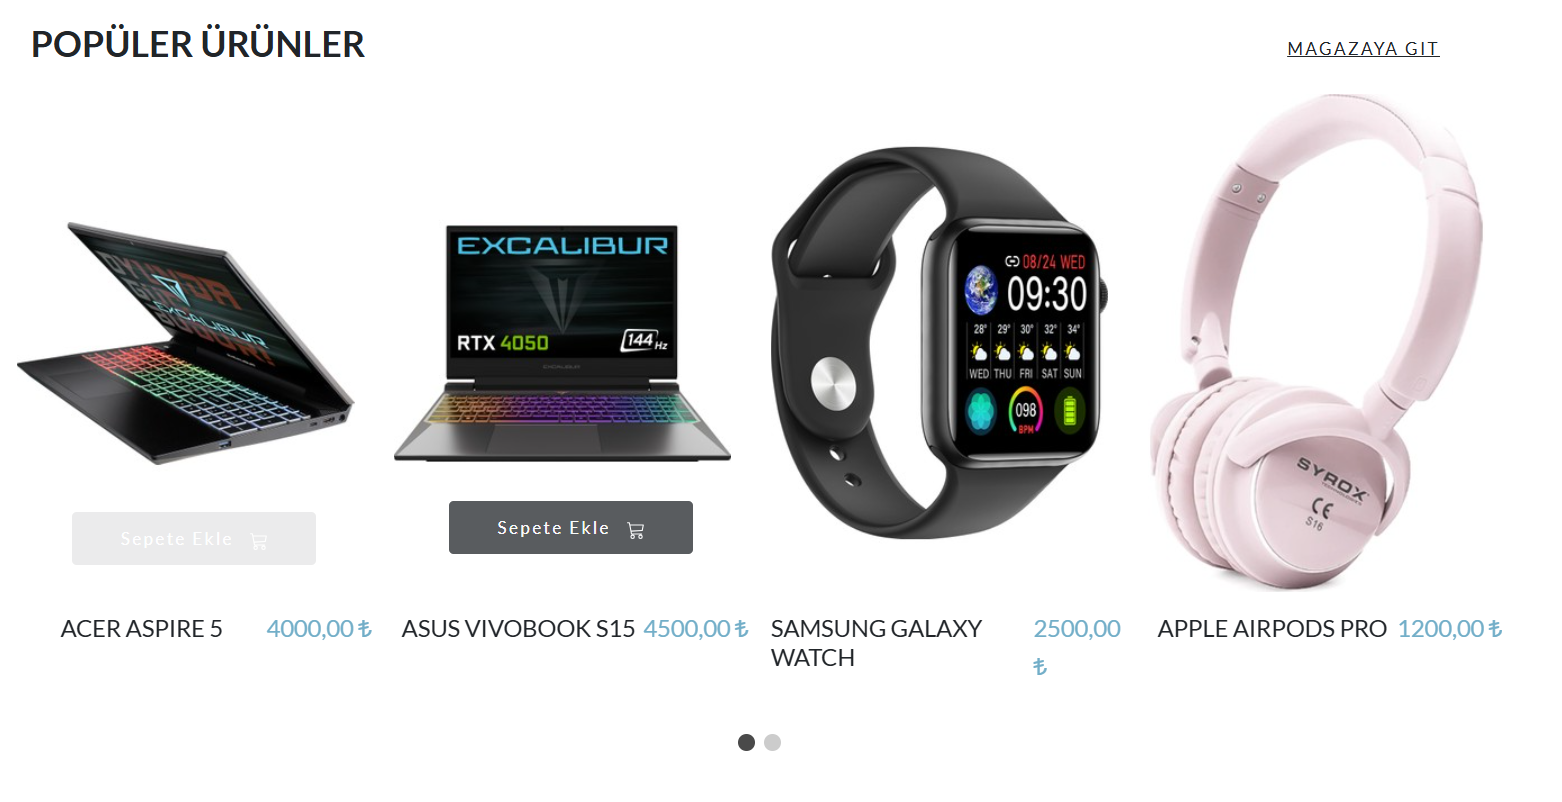 POPÜLER ÜRÜNLER
MAGAZAYA GIT
EXCALIBUR
EXCALIBUR
RTX 4050
144 Hz
EXCALIBUR
08/24 WED
09:30
28° 29° 30° 32° 34°
WED THU FRI SAT SUN
098
BPM
SYROX
CE
S16
Sepete Ekle
Sepete Ekle
ACER ASPIRE 5
4000,00 ₺
ASUS VIVOBOOK S15
4500,00 ₺
SAMSUNG GALAXY
WATCH
2500,00
₺
APPLE AIRPODS PRO
1200,00 ₺